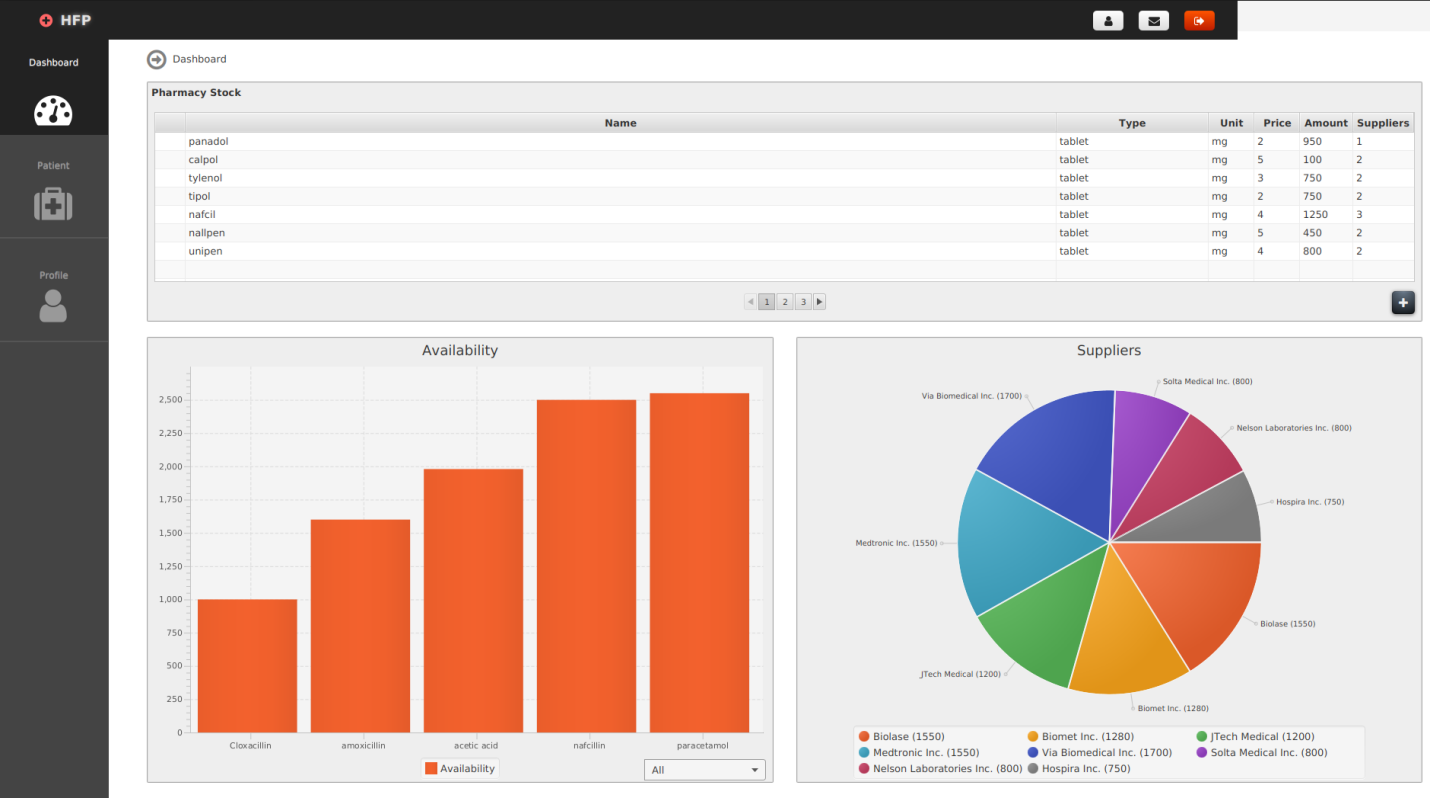 HFP
Dashboard
Patient
Profile
Dashboard
Pharmacy Stock
Name Type Unit Price Amount Suppliers
panadol tablet mg 2 950 1
calpol tablet mg 5 100 2
tylenol tablet mg 3 750 2
tipol tablet mg 2 750 2
nafcil tablet mg 4 1250 3
nallpen tablet mg 5 450 2
unipen tablet mg 4 800 2
1 2 3
Availability
2,500
2,250
2,000
1,750
1,500
1,250
1,000
750
500
250
0
Cloxacillin amoxicillin acetic acid nafcillin paracetamol
Availability
All
Suppliers
Solta Medical Inc. (800)
Via Biomedical Inc. (1700)
Nelson Laboratories Inc. (800)
Hospira Inc. (750)
Medtronic Inc. (1550)
Biolase (1550)
JTech Medical (1200)
Biomet Inc. (1280)
Biolase (1550) Biomet Inc. (1280) JTech Medical (1200)
Medtronic Inc. (1550) Via Biomedical Inc. (1700) Solta Medical Inc. (800)
Nelson Laboratories Inc. (800) Hospira Inc. (750)